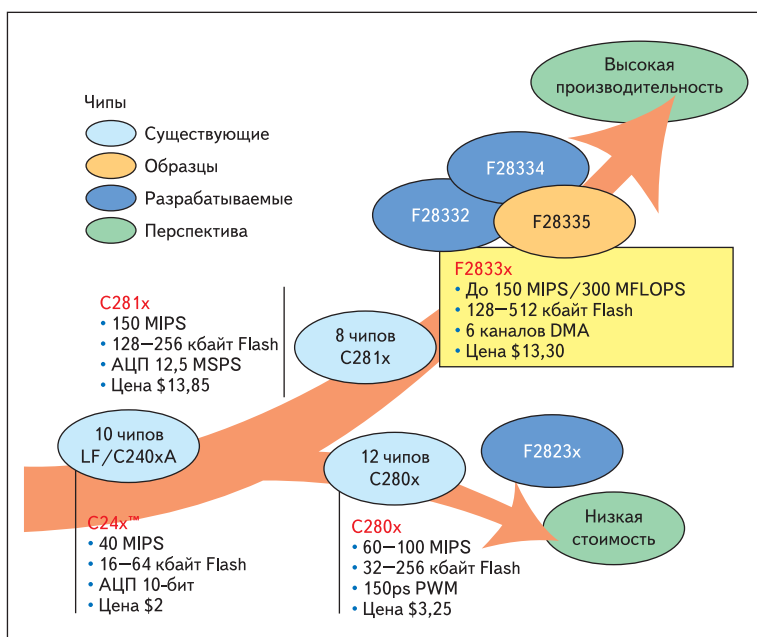 Высокая
производительность
Чипы
Существующие
Образцы
Разрабатываемые
Перспектива
F28334
F28332
F28335
F2833x
• До 150 MIPS/300 MFLOPS
• 128–512 кбайт Flash
• 6 каналов DMA
• Цена $13,30
C281x
• 150 MIPS
• 128–256 кбайт Flash
• АЦП 12,5 MSPS
• Цена $13,85
8 чипов
C281x
10 чипов
LF/C240xA
12 чипов
C280x
F2823x
Низкая
стоимость
C24x™
• 40 MIPS
• 16–64 кбайт Flash
• АЦП 10-бит
• Цена $2
C280x
• 60–100 MIPS
• 32–256 кбайт Flash
• 150ps PWM
• Цена $3,25